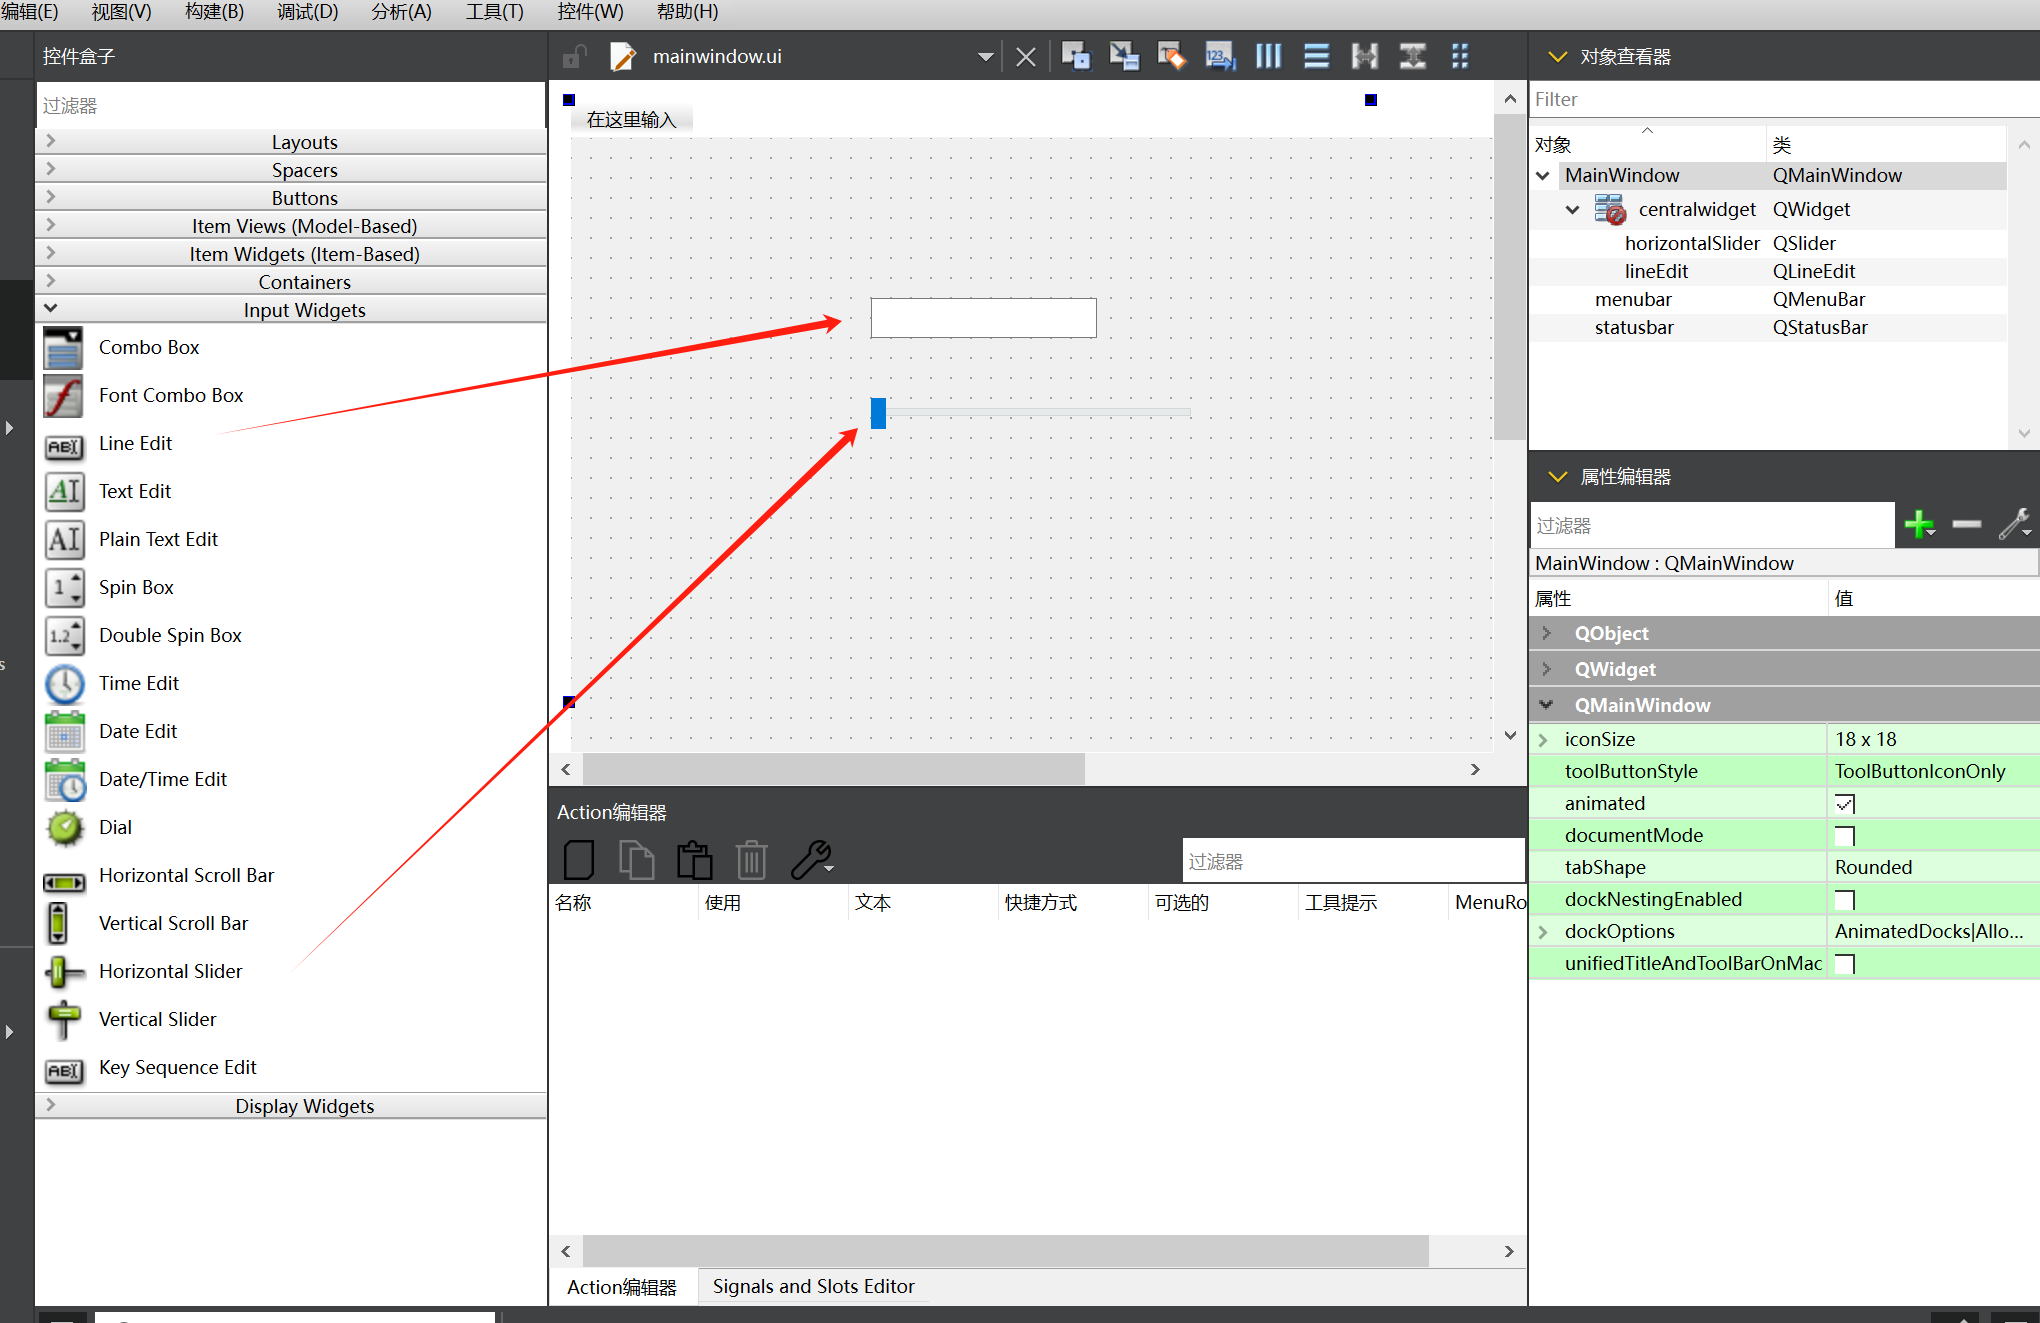 编辑(E) 视图(V) 构建(B) 调试(D) 分析(A) 工具(T) 控件(W) 帮助(H)
控件盒子
过滤器
Layouts
Spacers
Buttons
Item Views (Model-Based)
Item Widgets (Item-Based)
Containers
Input Widgets
Combo Box
Font Combo Box
Line Edit
Text Edit
Plain Text Edit
Spin Box
Double Spin Box
Time Edit
Date Edit
Date/Time Edit
Dial
Horizontal Scroll Bar
Vertical Scroll Bar
Horizontal Slider
Vertical Slider
Key Sequence Edit
Display Widgets
mainwindow.ui
在这里输入
Action编辑器
过滤器
名称 使用 文本 快捷方式 可选的 工具提示 MenuRo
Action编辑器 Signals and Slots Editor
对象查看器
Filter
对象 类
MainWindow QMainWindow
centralwidget QWidget
horizontalSlider QSlider
lineEdit QLineEdit
menubar QMenuBar
statusbar QStatusBar
属性编辑器
过滤器
MainWindow : QMainWindow
属性 值
QObject
QWidget
QMainWindow
iconSize 18 x 18
toolButtonStyle ToolButtonIconOnly
animated
documentMode
tabShape Rounded
dockNestingEnabled
dockOptions AnimatedDocks|Allo...
unifiedTitleAndToolBarOnMac